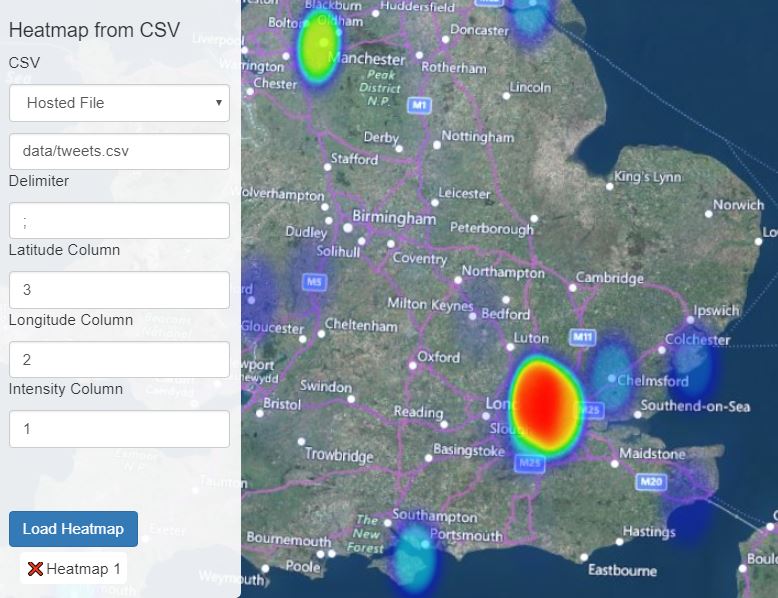 Heatmap from CSV
CSV
Hosted File
data/tweets.csv
Delimiter
;
Latitude Column
3
Longitude Column
2
Intensity Column
1
Load Heatmap
Heatmap 1
Blackburn
Huddersfield
Bolton
Oldham
Doncaster
Liverpool
Manchester
Warrington
Rotherham
Peak
District
N.P.
Chester
Lincoln
M1
Derby
Nottingham
Stafford
King's Lynn
Wolverhampton
Leicester
Norwich
Birmingham
Peterborough
Dudley
Solihull
Coventry
Northampton
Cambridge
M5
Milton Keynes
Bedford
Ipswich
Gloucester
Cheltenham
Luton
M11
Colchester
Oxford
Chelmsford
Swindon
Bristol
Reading
Slough
M25
Southend-on-Sea
Trowbridge
Basingstoke
M25
Maidstone
M20
Taunton
Exeter
The
New
Forest
Southampton
Portsmouth
Hastings
Bournemouth
Poole
Eastbourne
Weymouth